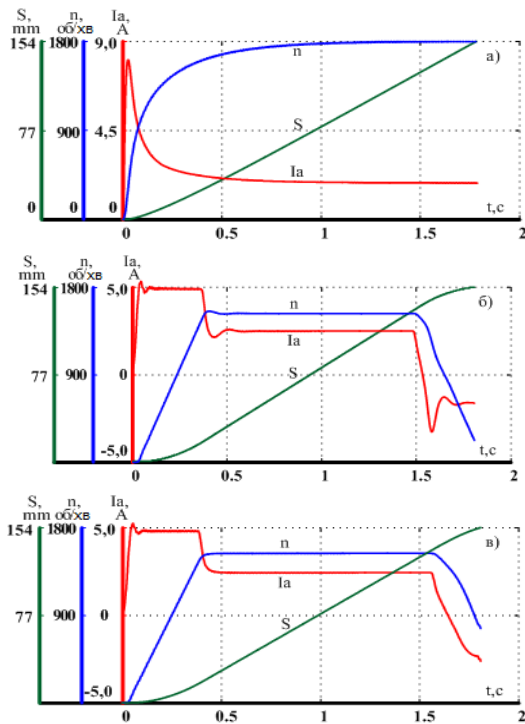 S, n, Ia
mm об/хв А
154 1800 9,0
n а)
77 900 4,5
S
Ia
0 0 0 t,c
0 0.5 1 1.5 2
S, n, Ia
mm об/хв А
154 1800 5,0
n б)
Ia
77 900 0 S
-5,0 t,c
0 0.5 1 1.5 2
S, n, Ia
mm об/хв А
154 1800 5,0
n в)
Ia
77 900 0 S
-5,0 t,c
0 0.5 1 1.5 2